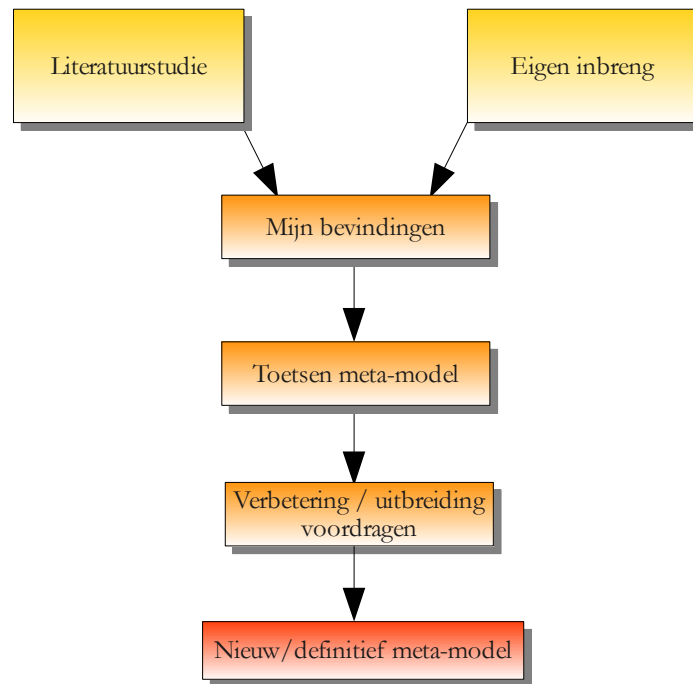 Literatuurstudie
Eigen inbreng
Mijn bevindingen
Toetsen meta-model
Verbetering / uitbreiding
voordragen
Nieuw/definitief meta-model